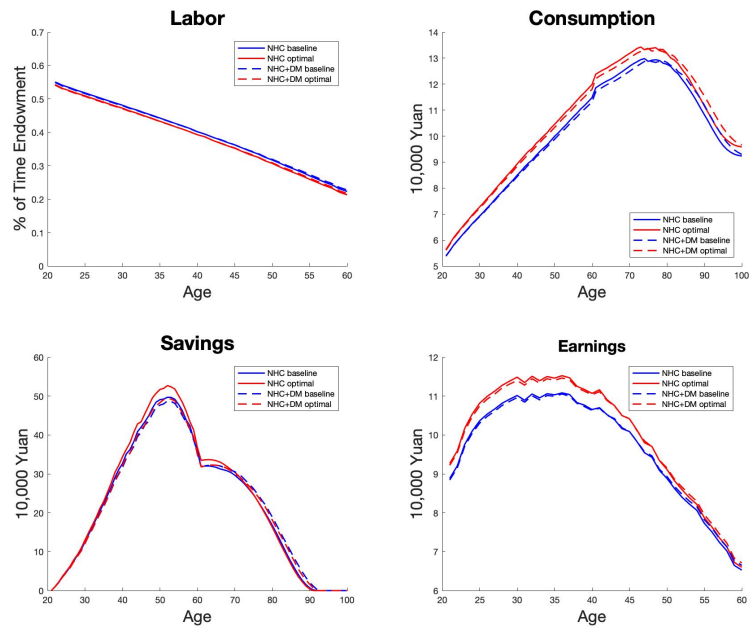 Labor
% of Time Endowment
0.7
0.6
0.5
0.4
0.3
0.2
0.1
0
NHC baseline
NHC optimal
NHC+DM baseline
NHC+DM optimal
20 25 30 35 40 45 50 55 60
Age
Consumption
10,000 Yuan
14
13
12
11
10
9
8
7
6
5
NHC baseline
NHC optimal
NHC+DM baseline
NHC+DM optimal
20 30 40 50 60 70 80 90 100
Age
Savings
10,000 Yuan
60
50
40
30
20
10
0
NHC baseline
NHC optimal
NHC+DM baseline
NHC+DM optimal
20 30 40 50 60 70 80 90 100
Age
Earnings
10,000 Yuan
12
11
10
9
8
7
6
NHC baseline
NHC optimal
NHC+DM baseline
NHC+DM optimal
20 25 30 35 40 45 50 55 60
Age